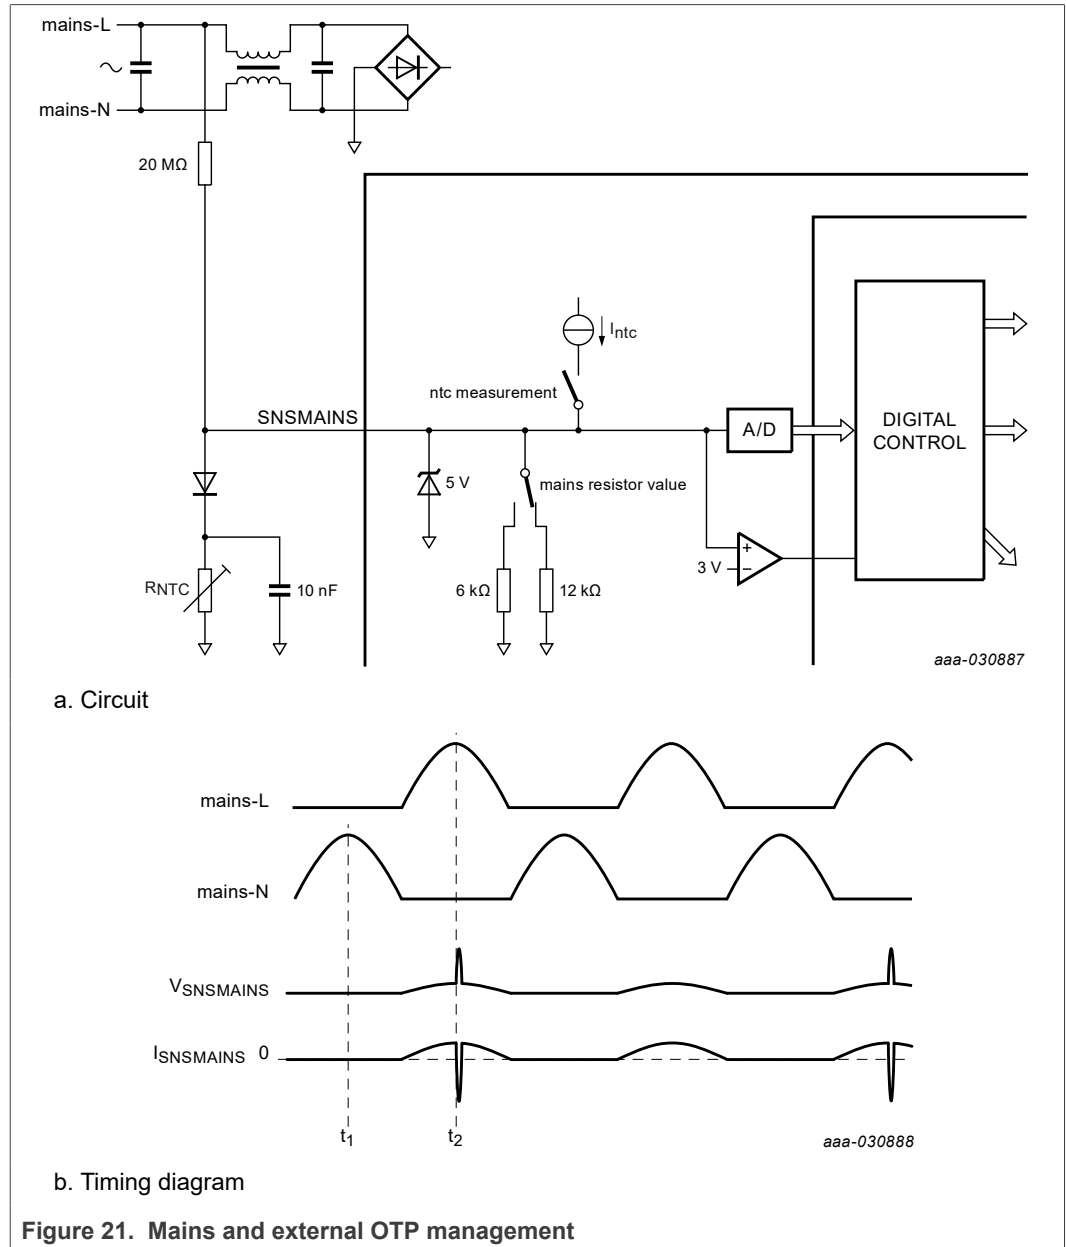 mains-L
mains-N
20 MΩ
Intc
ntc measurement
SNSMAINS
A/D
DIGITAL
CONTROL
5 V
mains resistor value
+
3 V
−
RNTC
10 nF
6 kΩ
12 kΩ
aaa-030887
a. Circuit
mains-L
mains-N
VSNSMAINS
ISNSMAINS 0
t1
t2
aaa-030888
b. Timing diagram
Figure 21. Mains and external OTP management